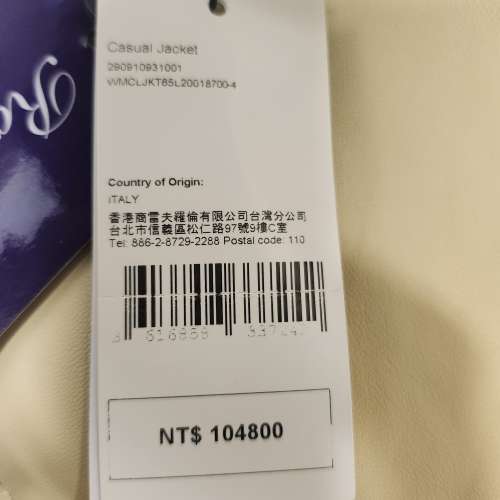 Casual Jacket
290910931001
WMCLJKT85L20018700-4
Country of Origin:
ITALY
香港商雷夫羅倫有限公司台灣分公司
台北市信義區松仁路97號9樓C室
Tel: 886-2-8729-2288 Postal code: 110
NT$ 104800